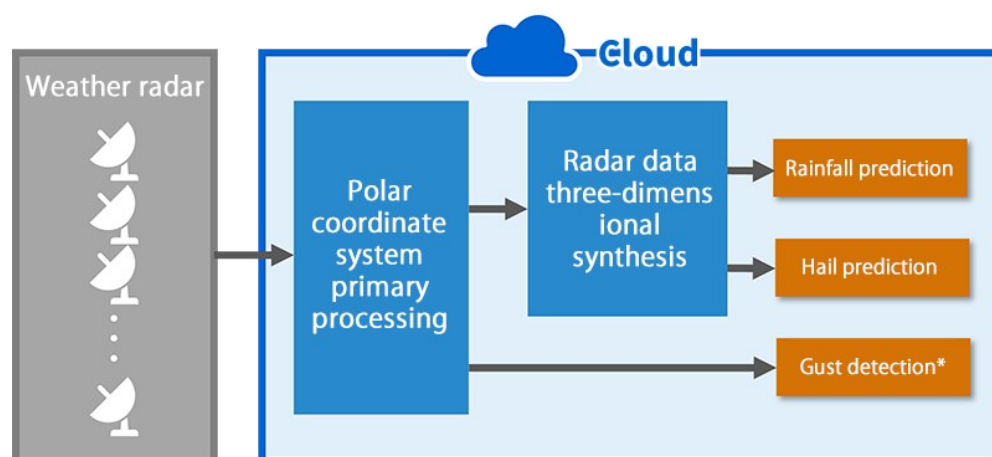 Cloud
Weather radar
Polar
coordinate
system
primary
processing
Radar data
three-dimens
ional
synthesis
Rainfall prediction
Hail prediction
Gust detection*